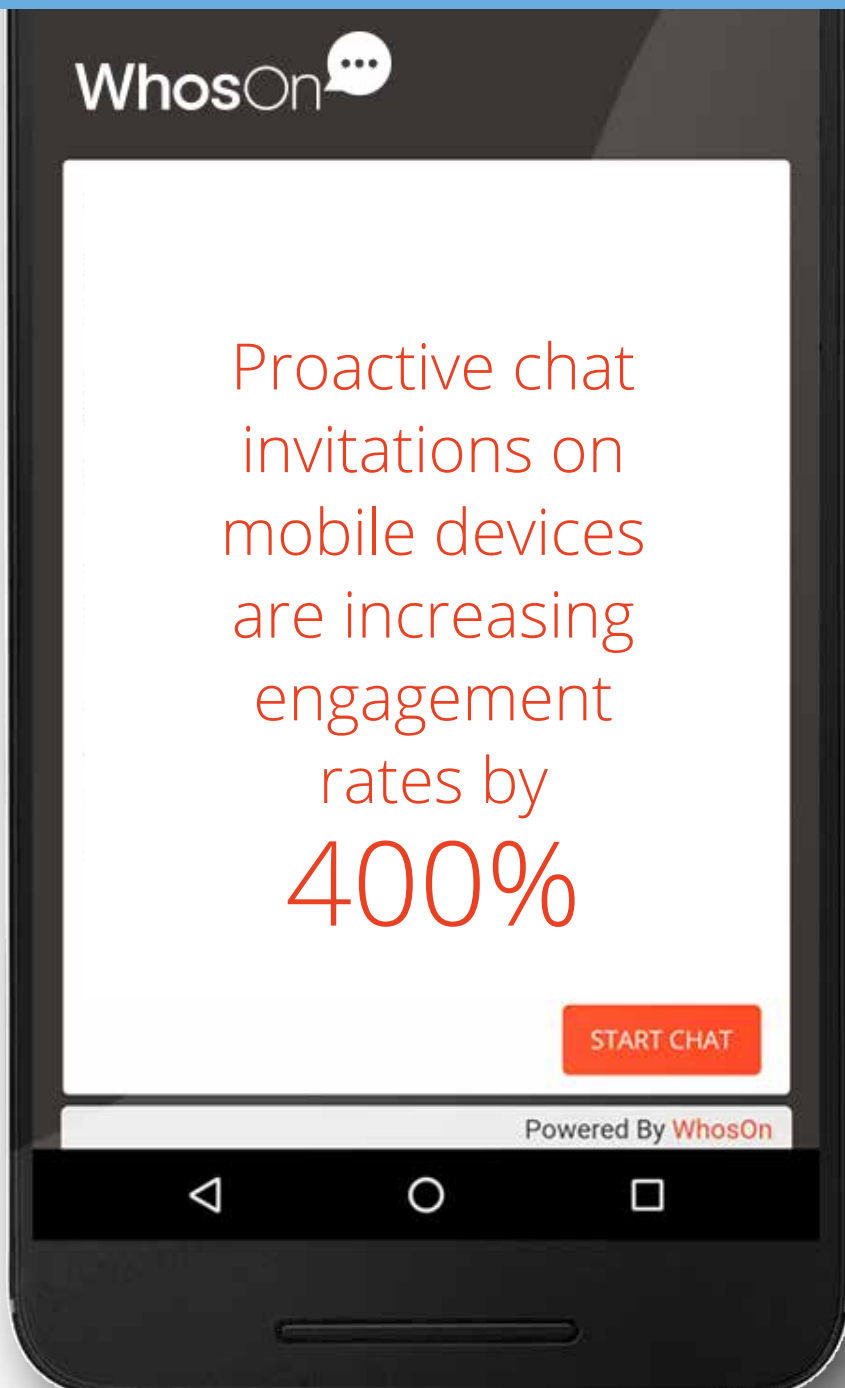 WhosOn
Proactive chat
invitations on
mobile devices
are increasing
engagement
rates by
400%
START CHAT
Powered By WhosOn